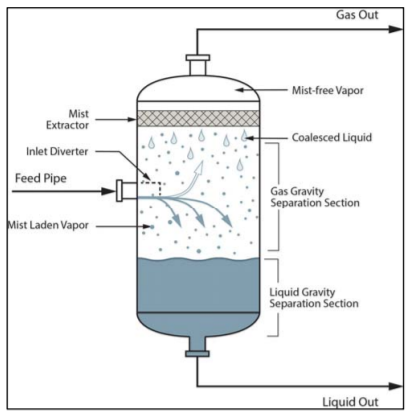 Gas Out
Mist-free Vapor
Mist
Extractor
Coalesced Liquid
Inlet Diverter
Feed Pipe
Gas Gravity
Separation Section
Mist Laden Vapor
Liquid Gravity
Separation Section
Liquid Out